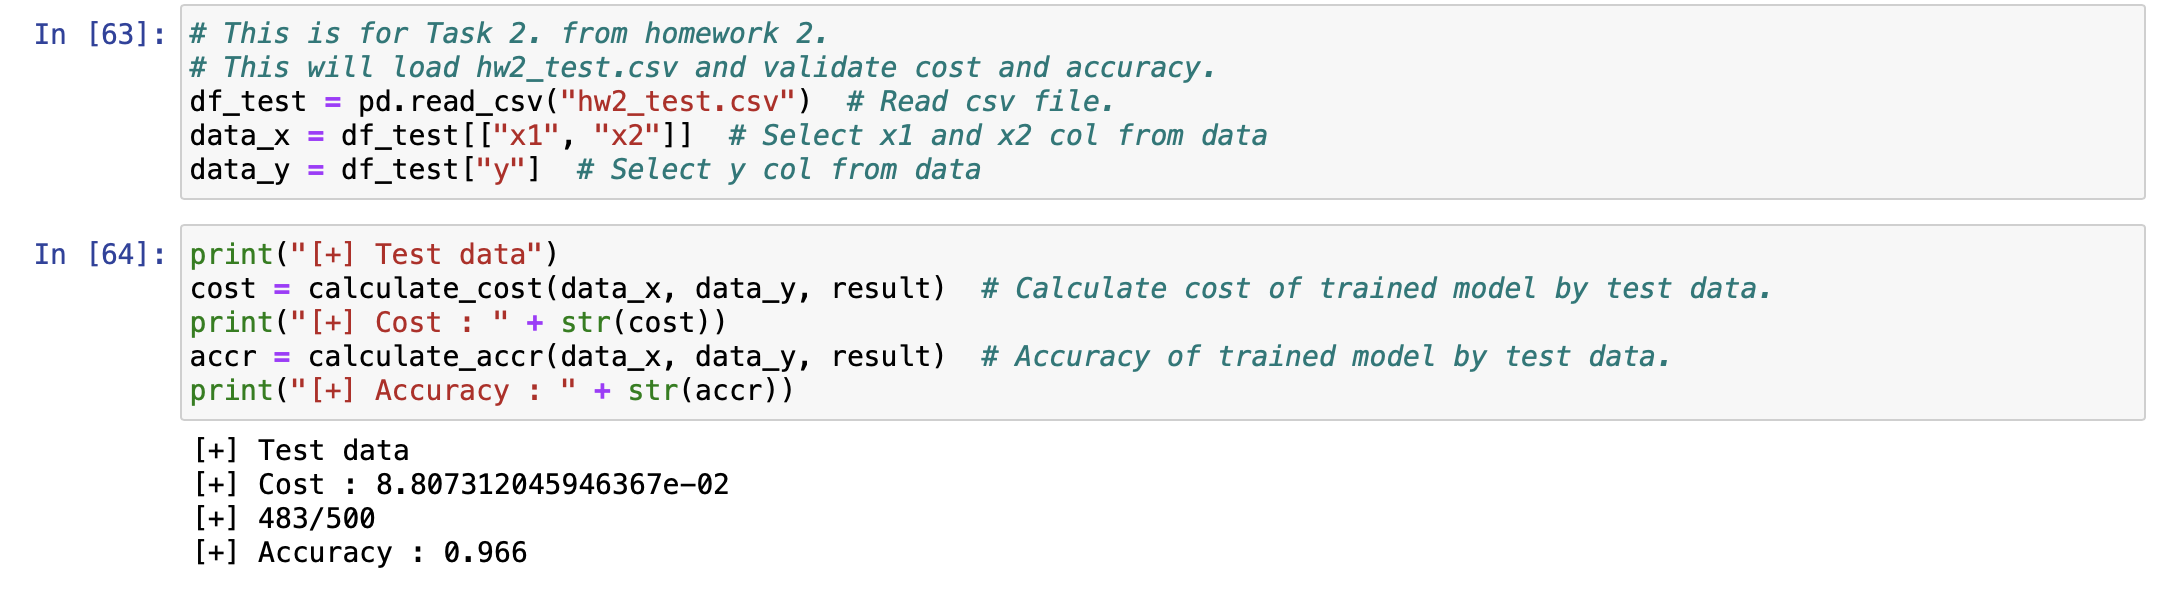 In [63]:
# This is for Task 2. from homework 2.
# This will load hw2_test.csv and validate cost and accuracy.
df_test = pd.read_csv("hw2_test.csv")  # Read csv file.
data_x = df_test[["x1", "x2"]]  # Select x1 and x2 col from data
data_y = df_test["y"]  # Select y col from data
In [64]:
print("[+] Test data")
cost = calculate_cost(data_x, data_y, result)  # Calculate cost of trained model by test data.
print("[+] Cost : " + str(cost))
accr = calculate_accr(data_x, data_y, result)  # Accuracy of trained model by test data.
print("[+] Accuracy : " + str(accr))
[+] Test data
[+] Cost : 8.807312045946367e-02
[+] 483/500
[+] Accuracy : 0.966